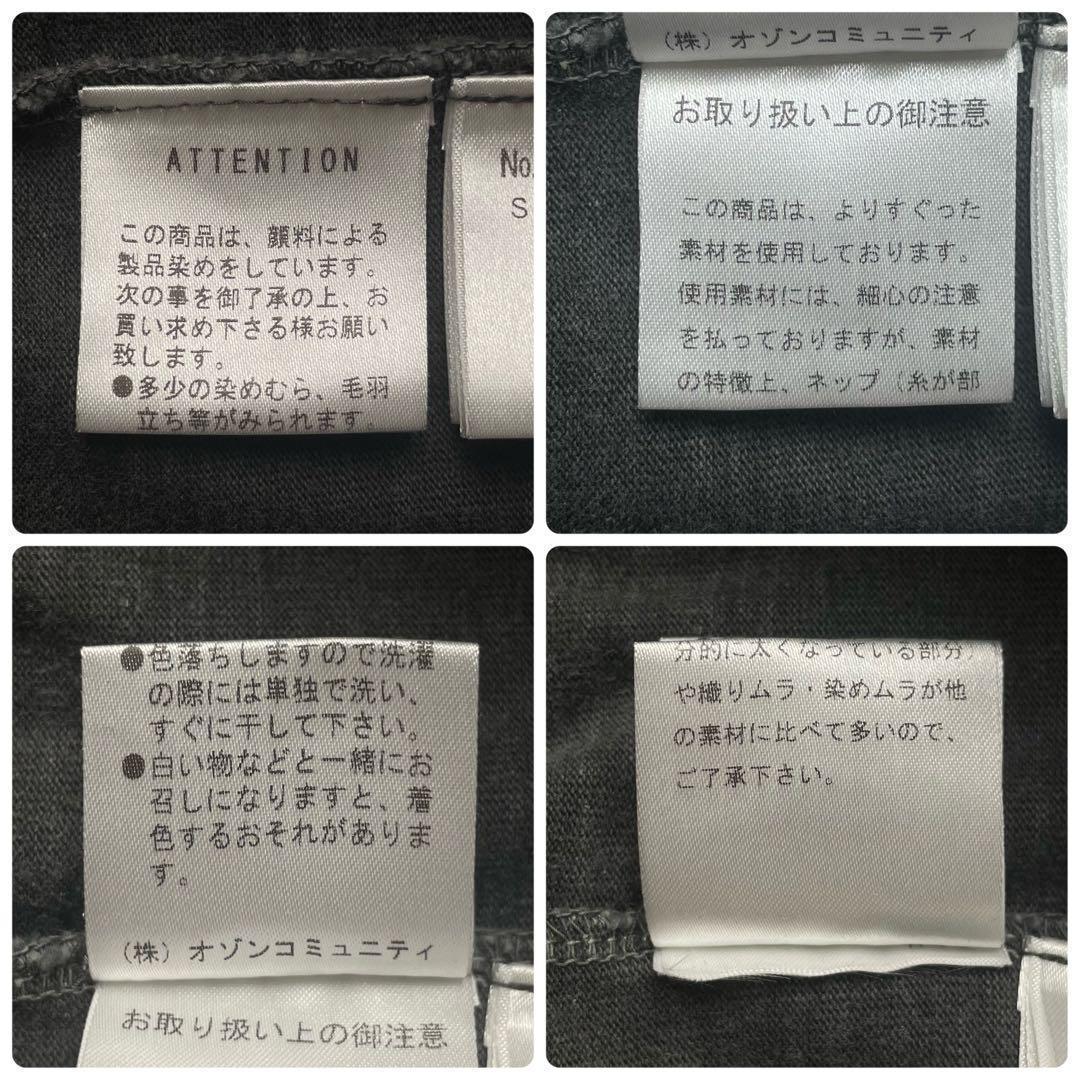 ATTENTION
この商品は、顔料による
製品染めをしています。
次の事を御了承の上、お
買い求め下さる様お願い
致します。
●多少の染めむら、毛羽
立ち等がみられます。
No.
S
(株) オゾンコミュニティ
お取り扱い上の御注意
この商品は、よりすぐった
素材を使用しております。
使用素材には、細心の注意
を払っておりますが、素材
の特徴上、ネップ、糸が部
●色落ちしますので洗濯
の際には単独で洗い、
すぐに干して下さい。
●白い物などと一緒にお
召しになりますと、着
色するおそれがありま
す。
(株) オゾンコミュニティ
お取り扱い上の御注意
分的に太くなっている部分、
や織りムラ・染めムラが他
の素材に比べて多いので、
ご了承下さい。